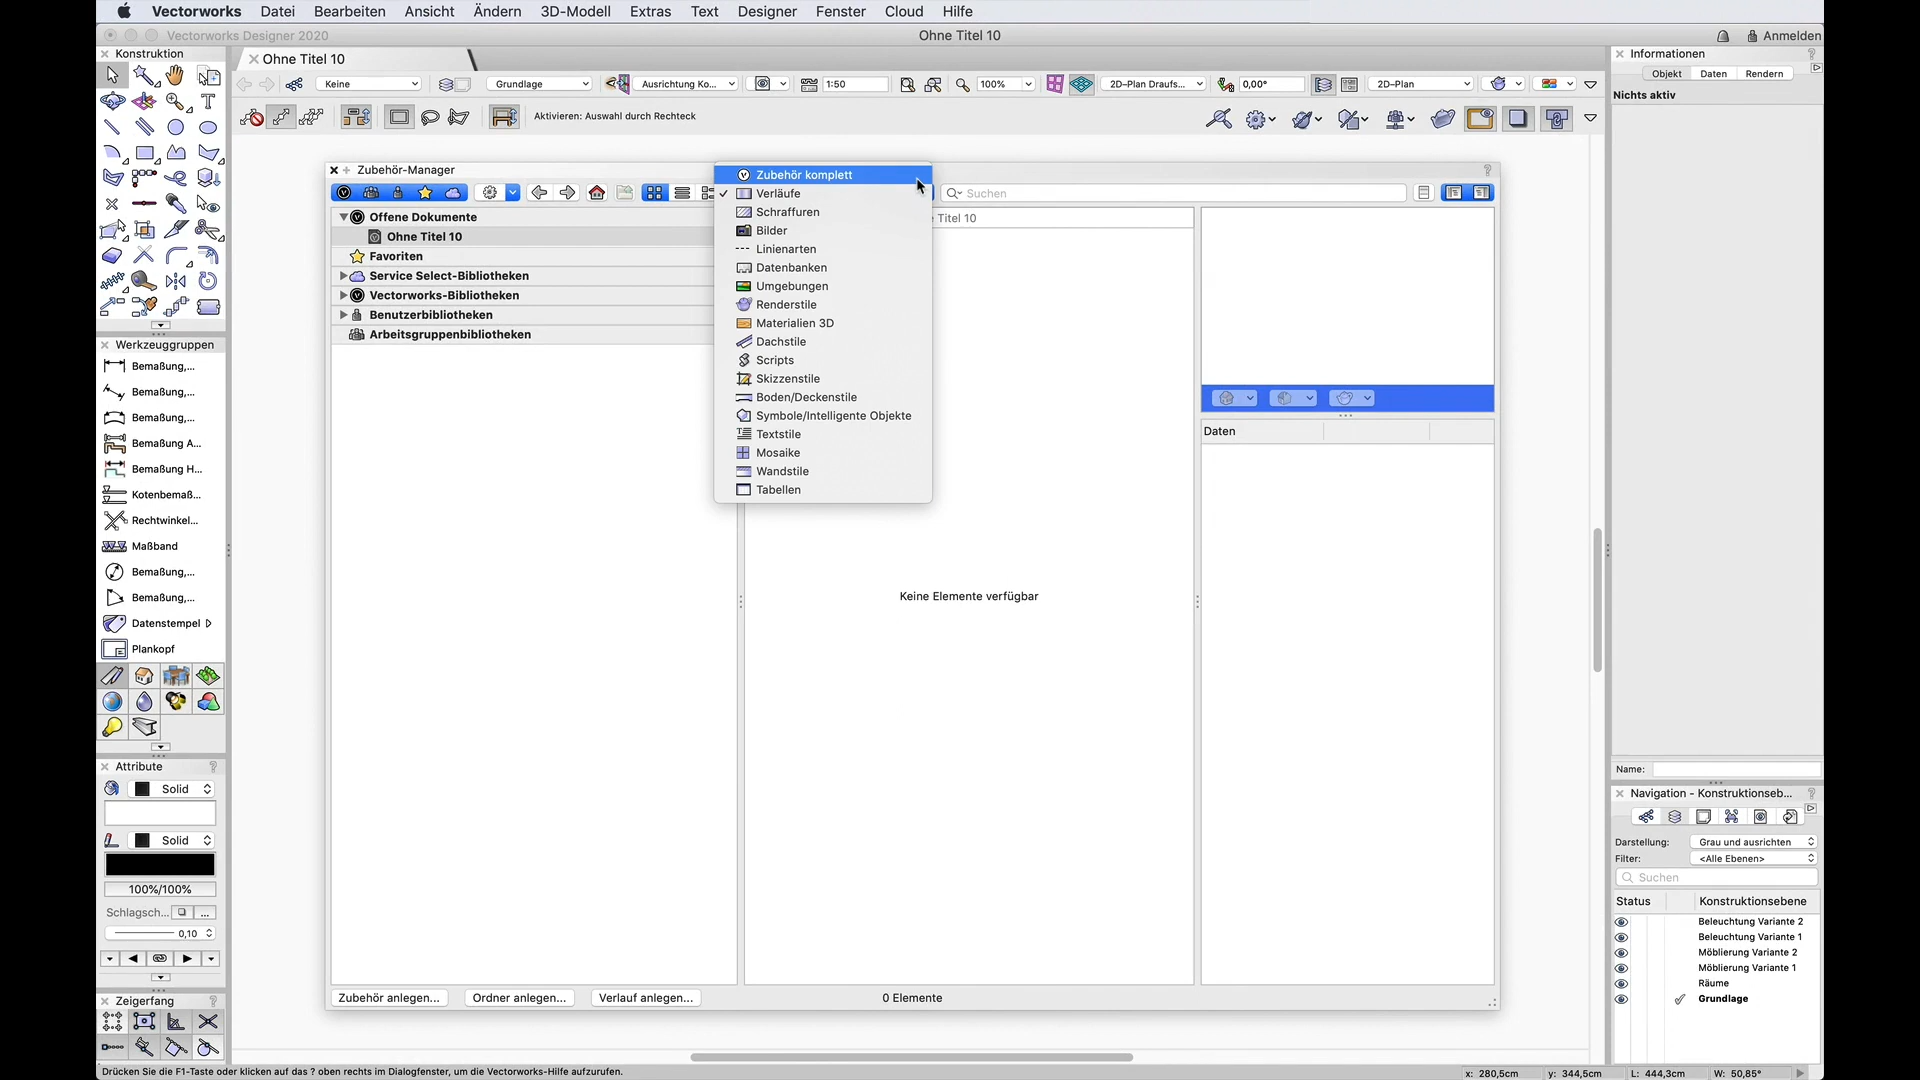 Vectorworks Datei Bearbeiten Ansicht Ändern 3D-Modell Extras Text Designer Fenster Cloud Hilfe
Vectorworks Designer 2020
Ohne Titel 10
Anmelden
Konstruktion
Ohne Titel 10
Informationen
?
Keine
Grundlage
Ausrichtung Ko...
1:50
100%
2D-Plan Draufs...
0,00°
2D-Plan
Objekt Daten Rendern
Nichts aktiv
Aktivieren: Auswahl durch Rechteck
Zubehör-Manager
?
Suchen
Offene Dokumente
Ohne Titel 10
Favoriten
Service Select-Bibliotheken
Vectorworks-Bibliotheken
Benutzerbibliotheken
Arbeitsgruppenbibliotheken
Zubehör komplett
Verläufe
Schraffuren
Bilder
Linienarten
Datenbanken
Umgebungen
Renderstile
Materialien 3D
Dachstile
Scripts
Skizzenstile
Boden/Deckenstile
Symbole/Intelligente Objekte
Textstile
Mosaike
Wandstile
Tabellen
Titel 10
Keine Elemente verfügbar
Daten
Zubehör anlegen...
Ordner anlegen...
Verlauf anlegen...
0 Elemente
Werkzeuggruppen
Bemaßung,...
Bemaßung,...
Bemaßung,...
Bemaßung A...
Bemaßung H...
Kotenbemaß...
Rechtwinkel...
Maßband
Bemaßung,...
Bemaßung,...
Datenstempel
Plankopf
Attribute
?
Solid
Solid
100%/100%
Schlagsch...
...
0,10
Zeigerfang
?
Name:
Navigation - Konstruktionseb...
?
Darstellung: Grau und ausrichten
Filter: <Alle Ebenen>
Suchen
Status Konstruktionsebene
Beleuchtung Variante 2
Beleuchtung Variante 1
Möblierung Variante 2
Möblierung Variante 1
Räume
Grundlage
Drücken Sie die F1-Taste oder klicken auf das ? oben rechts im Dialogfenster, um die Vectorworks-Hilfe aufzurufen.
x: 280,5cm y: 344,5cm L: 444,3cm W: 50,85°